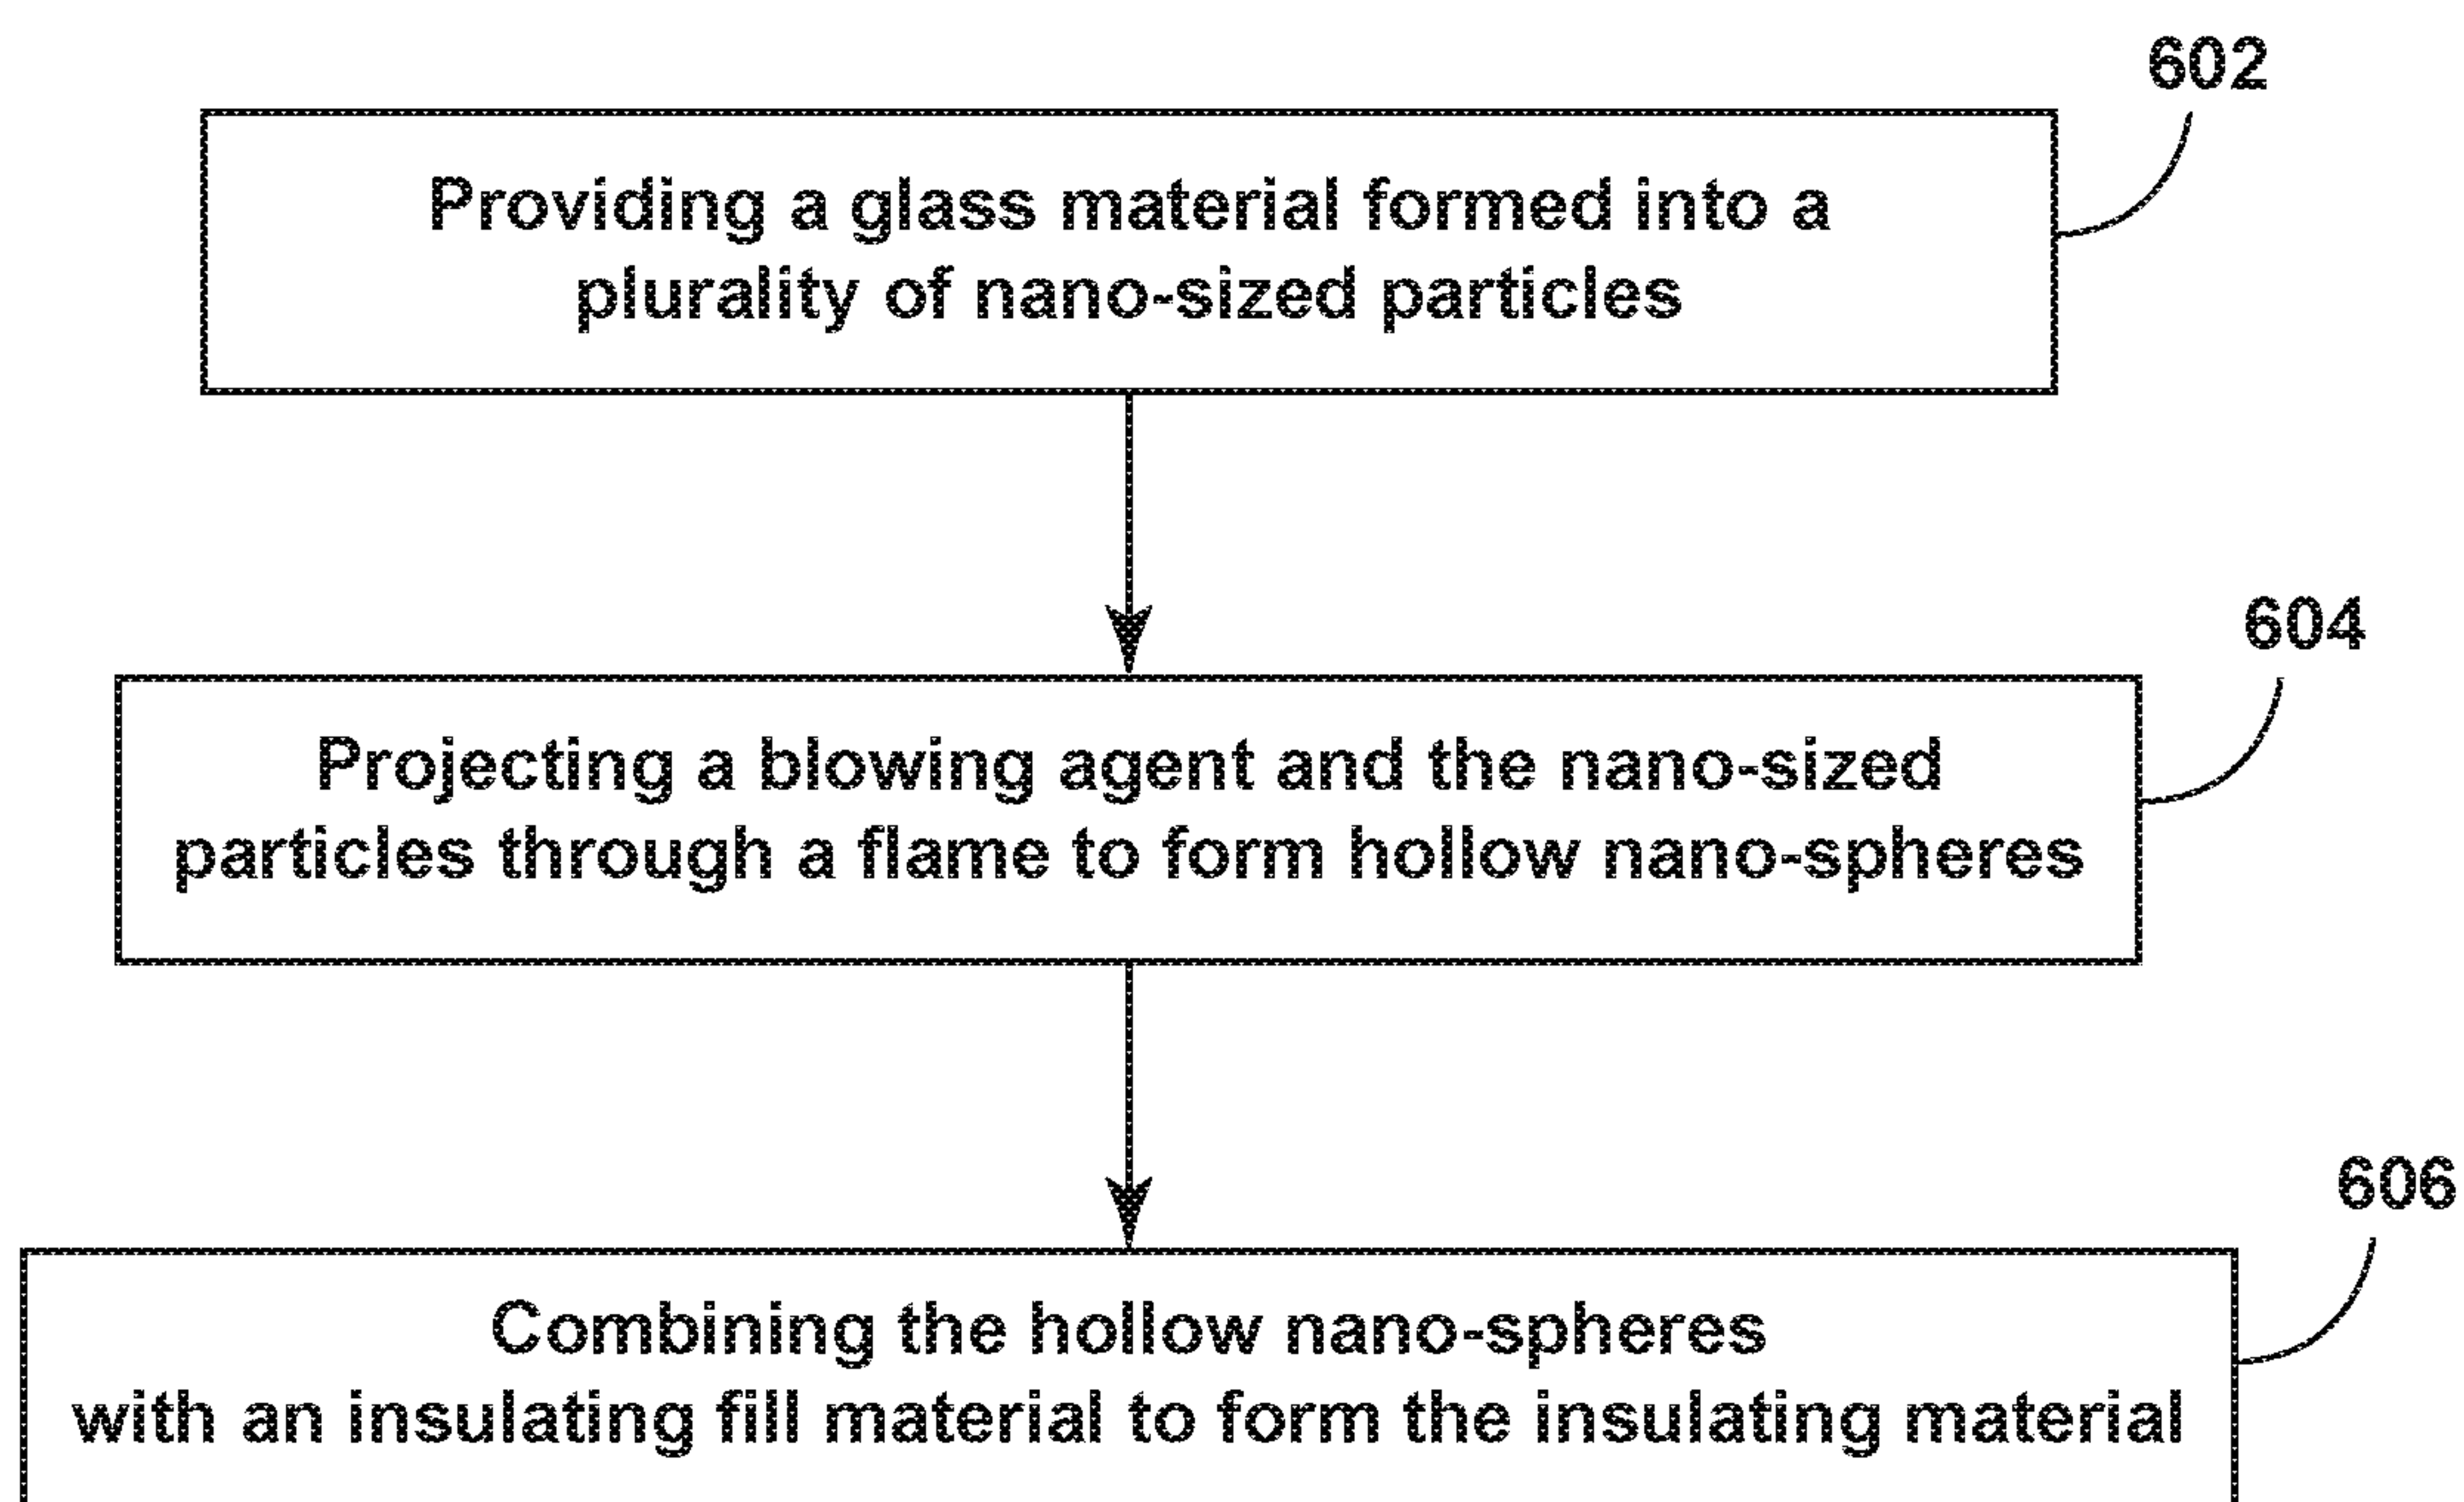 602
Providing a glass material formed into a
plurality of nano-sized particles
604
Projecting a blowing agent and the nano-sized
particles through a flame to form hollow nano-spheres
606
Combining the hollow nano-spheres
with an insulating fill material to form the insulating material